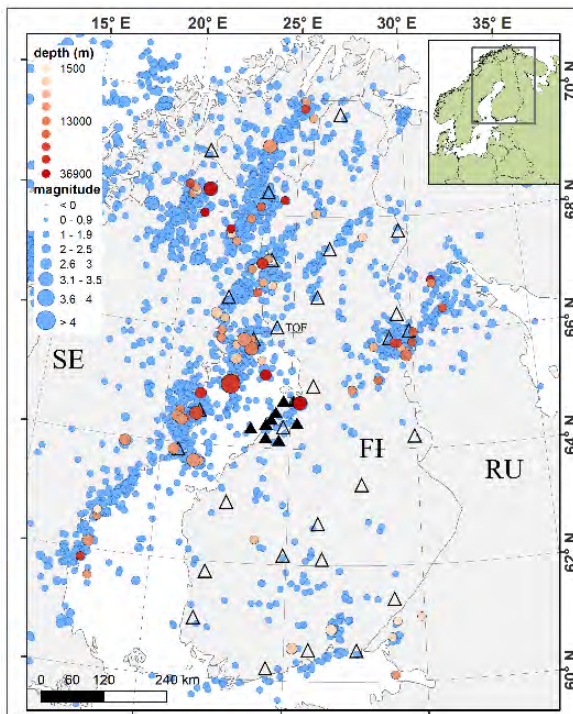 15° E 20° E 25° E 30° E 35° E
depth (m)
1500
13000
36900
magnitude
< 0
0 - 0.9
1 - 1.9
2 - 2.5
2.6 - 3
3.1 - 3.5
3.6 - 4
> 4
70° N
68° N
66° N
64° N
62° N
60° N
TOF
SE
FI
RU
0 60 120 240 km